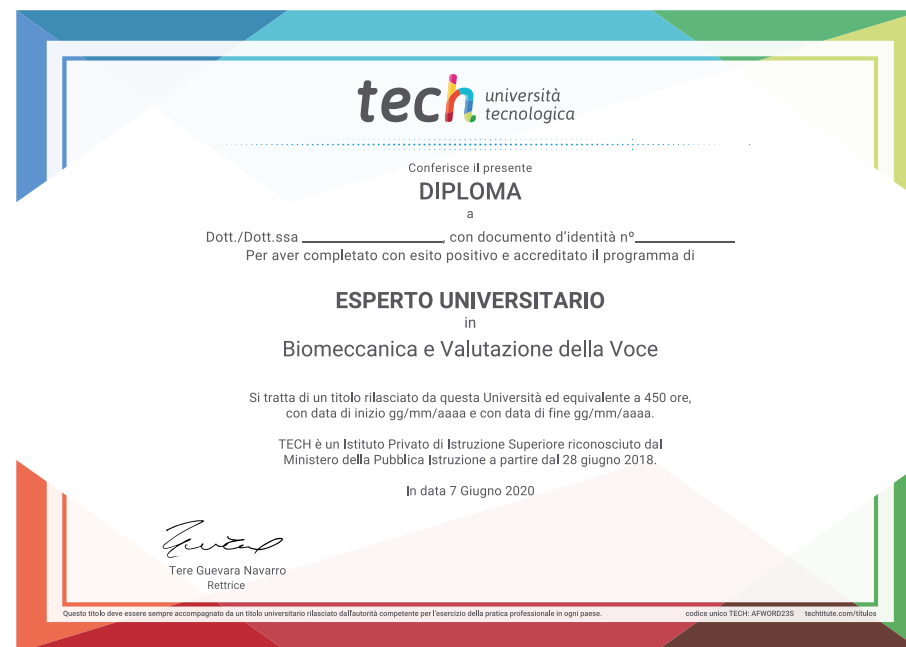 tech università
tecnologica
Conferisce il presente
DIPLOMA
a
Dott./Dott.ssa ____________________, con documento d'identità nº______________
Per aver completato con esito positivo e accreditato il programma di
ESPERTO UNIVERSITARIO
in
Biomeccanica e Valutazione della Voce
Si tratta di un titolo rilasciato da questa Università ed equivalente a 450 ore,
con data di inizio gg/mm/aaaa e con data di fine gg/mm/aaaa.
TECH è un Istituto Privato di Istruzione Superiore riconosciuto dal
Ministero della Pubblica Istruzione a partire dal 28 giugno 2018.
In data 7 Giugno 2020
Tere Guevara Navarro
Rettrice
Questo titolo deve essere sempre accompagnato da un titolo universitario rilasciato dall'autorità competente per l'esercizio della pratica professionale in ogni paese. codice unico TECH: AFWORD23S techtitute.com/titulos